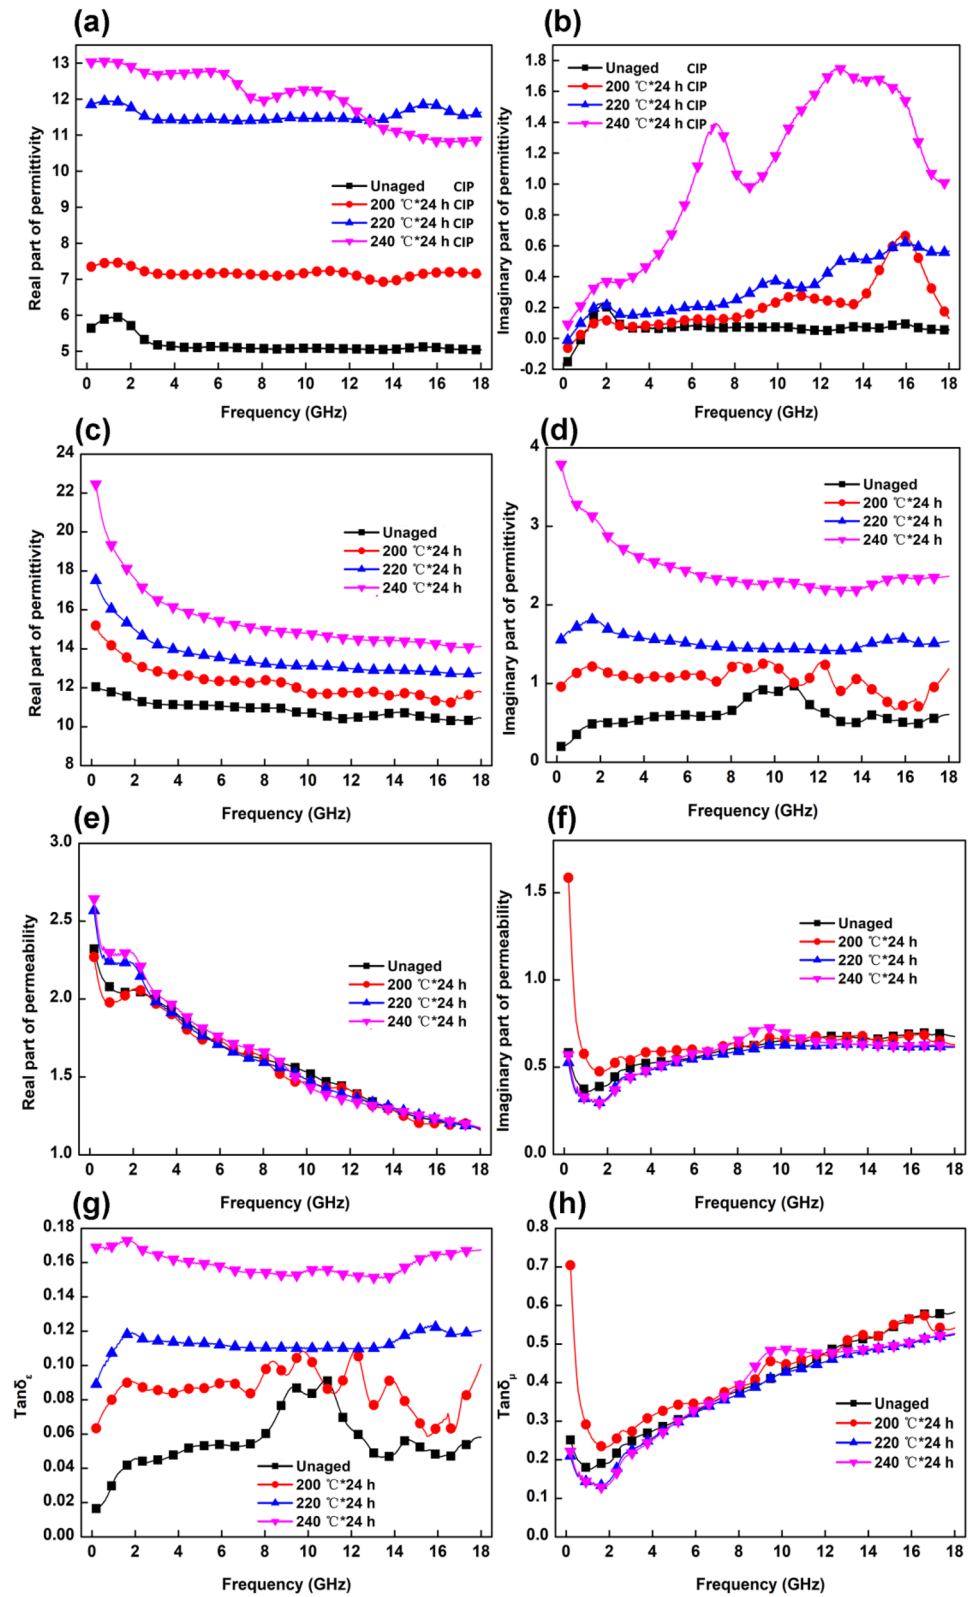 (a)
13
12
11
10
9
8
7
6
5
Real part of permittivity
Unaged CIP
200 ℃*24 h CIP
220 ℃*24 h CIP
240 ℃*24 h CIP
0 2 4 6 8 10 12 14 16 18
Frequency (GHz)
(b)
1.8
1.6
1.4
1.2
1.0
0.8
0.6
0.4
0.2
0.0
-0.2
Imaginary part of permittivity
Unaged CIP
200 ℃*24 h CIP
220 ℃*24 h CIP
240 ℃*24 h CIP
0 2 4 6 8 10 12 14 16 18
Frequency (GHz)
(c)
24
22
20
18
16
14
12
10
8
Real part of permittivity
Unaged
200 ℃*24 h
220 ℃*24 h
240 ℃*24 h
0 2 4 6 8 10 12 14 16 18
Frequency (GHz)
(d)
4
3
2
1
0
Imaginary part of permittivity
Unaged
200 ℃*24 h
220 ℃*24 h
240 ℃*24 h
0 2 4 6 8 10 12 14 16 18
Frequency (GHz)
(e)
3.0
2.5
2.0
1.5
1.0
Real part of permeability
Unaged
200 ℃*24 h
220 ℃*24 h
240 ℃*24 h
0 2 4 6 8 10 12 14 16 18
Frequency (GHz)
(f)
1.5
1.0
0.5
0.0
Imaginary part of permeability
Unaged
200 ℃*24 h
220 ℃*24 h
240 ℃*24 h
0 2 4 6 8 10 12 14 16 18
Frequency (GHz)
(g)
0.18
0.16
0.14
0.12
0.10
0.08
0.06
0.04
0.02
0.00
Tanδε
Unaged
200 ℃*24 h
220 ℃*24 h
240 ℃*24 h
0 2 4 6 8 10 12 14 16 18
Frequency (GHz)
(h)
0.8
0.7
0.6
0.5
0.4
0.3
0.2
0.1
0.0
Tanδμ
Unaged
200 ℃*24 h
220 ℃*24 h
240 ℃*24 h
0 2 4 6 8 10 12 14 16 18
Frequency (GHz)